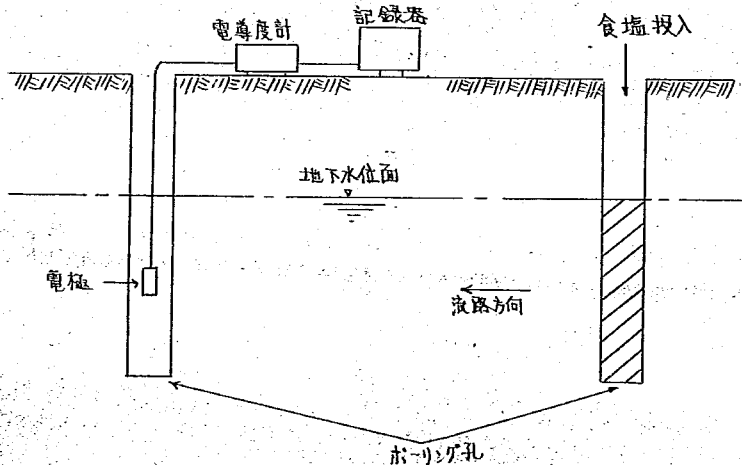 電導度計
記録器
食塩投入
地下水位面
電極
流路方向
ボーリング孔